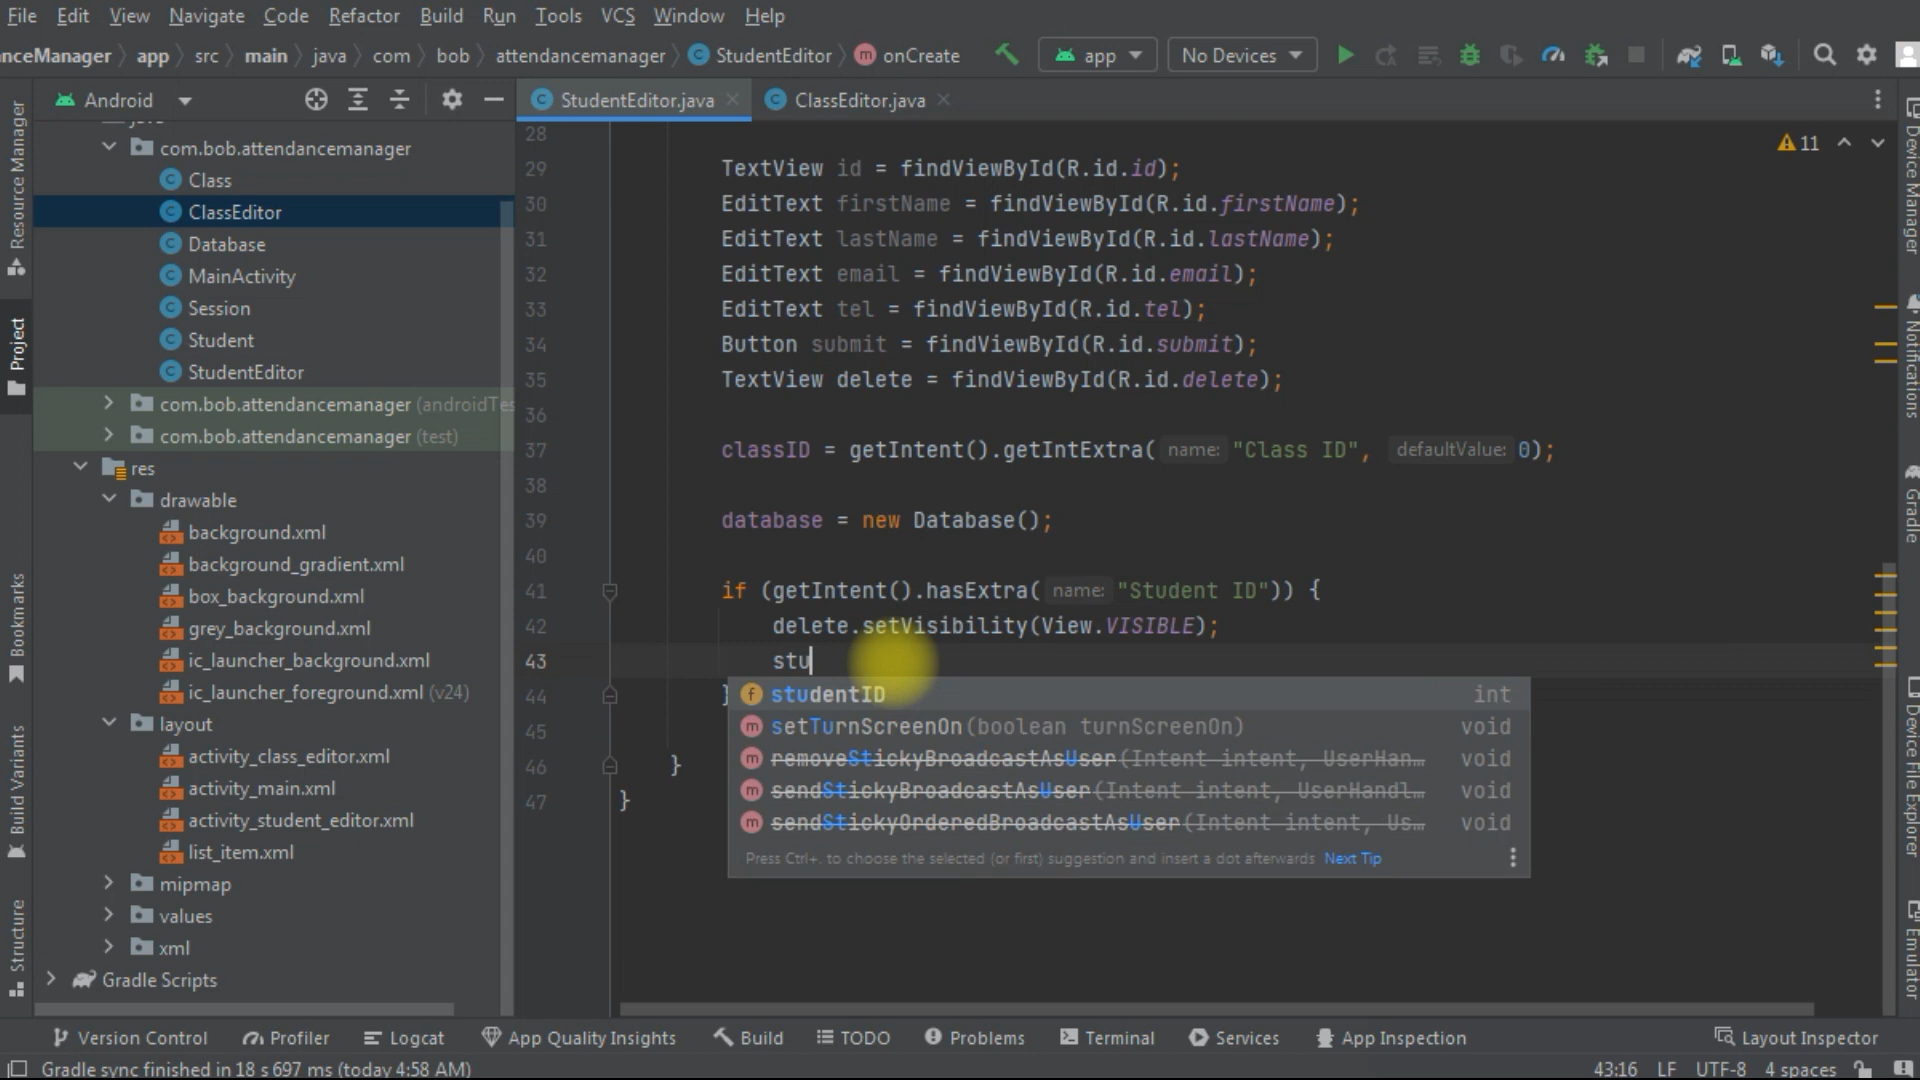 File Edit View Navigate Code Refactor Build Run Tools VCS Window Help
nceManager app src main java com bob attendancemanager StudentEditor onCreate app No Devices
Android StudentEditor.java ClassEditor.java
Resource Manager
Project
Bookmarks
Build Variants
Structure
com.bob.attendancemanager
Class
ClassEditor
Database
MainActivity
Session
Student
StudentEditor
com.bob.attendancemanager (androidTes
com.bob.attendancemanager (test)
res
drawable
background.xml
background_gradient.xml
box_background.xml
grey_background.xml
ic_launcher_background.xml
ic_launcher_foreground.xml (v24)
layout
activity_class_editor.xml
activity_main.xml
activity_student_editor.xml
list_item.xml
mipmap
values
xml
Gradle Scripts
11
28
29 TextView id = findViewById(R.id.id);
30 EditText firstName = findViewById(R.id.firstName);
31 EditText lastName = findViewById(R.id.lastName);
32 EditText email = findViewById(R.id.email);
33 EditText tel = findViewById(R.id.tel);
34 Button submit = findViewById(R.id.submit);
35 TextView delete = findViewById(R.id.delete);
36
37 classID = getIntent().getIntExtra( name: "Class ID", defaultValue: 0);
38
39 database = new Database();
40
41 if (getIntent().hasExtra( name: "Student ID")) {
42 delete.setVisibility(View.VISIBLE);
43 stu
44 }
45
46 }
47 }
studentID int
setTurnScreenOn(boolean turnScreenOn) void
removeStickyBroadcastAsUser(Intent intent, UserHan… void
sendStickyBroadcastAsUser(Intent intent, UserHandl… void
sendStickyOrderedBroadcastAsUser(Intent intent, Us… void
Press Ctrl+. to choose the selected (or first) suggestion and insert a dot afterwards Next Tip
Device Manager
Notifications
Gradle
Device File Explorer
Emulator
Version Control Profiler Logcat App Quality Insights Build TODO Problems Terminal Services App Inspection Layout Inspector
Gradle sync finished in 18 s 697 ms (today 4:58 AM) 43:16 LF UTF-8 4 spaces